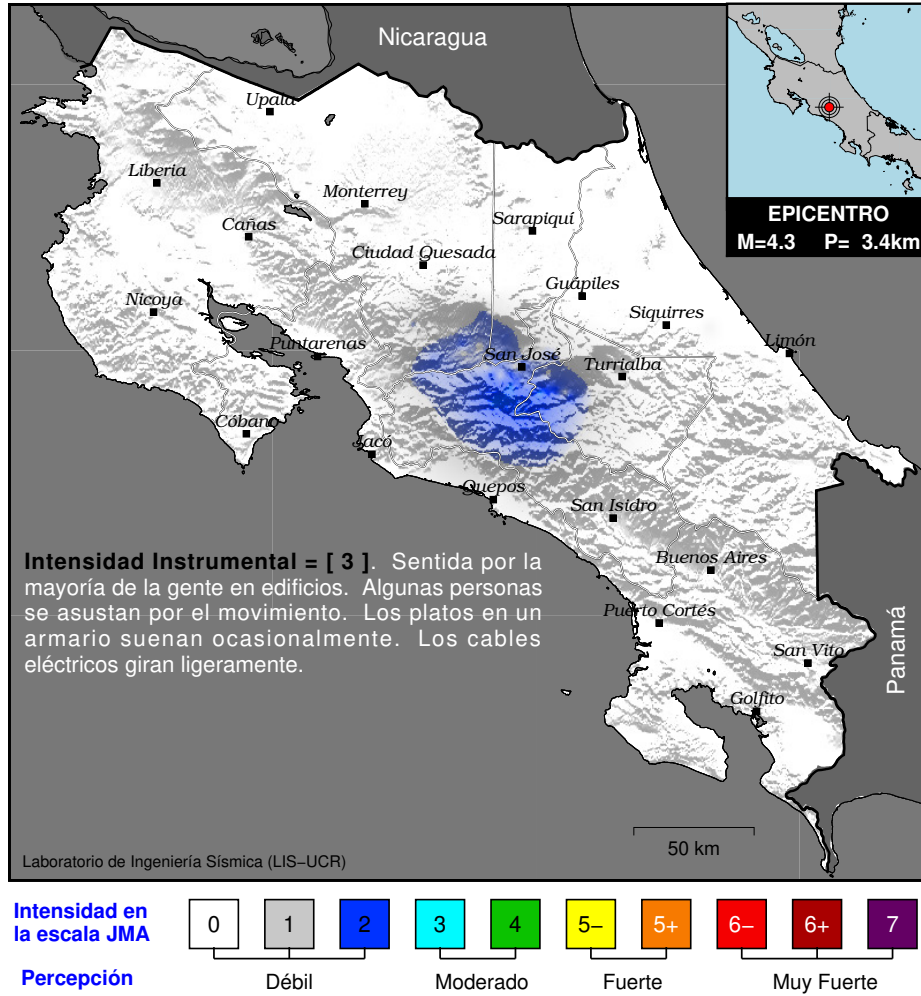 Nicaragua
EPICENTRO
M=4.3 P= 3.4km
Upala
Liberia
Monterrey
Cañas
Sarapiquí
Ciudad Quesada
Guápiles
Nicoya
Siquirres
Puntarenas
San José
Limón
Turrialba
Cóbano
Jacó
Quepos
San Isidro
Buenos Aires
Puerto Cortés
San Vito
Golfito
Panamá
Intensidad Instrumental = [ 3 ]. Sentida por la
mayoría de la gente en edificios. Algunas personas
se asustan por el movimiento. Los platos en un
armario suenan ocasionalmente. Los cables
eléctricos giran ligeramente.
50 km
Laboratorio de Ingeniería Sísmica (LIS−UCR)
Intensidad en
la escala JMA
0 1 2 3 4 5− 5+ 6− 6+ 7
Percepción
Débil Moderado Fuerte Muy Fuerte